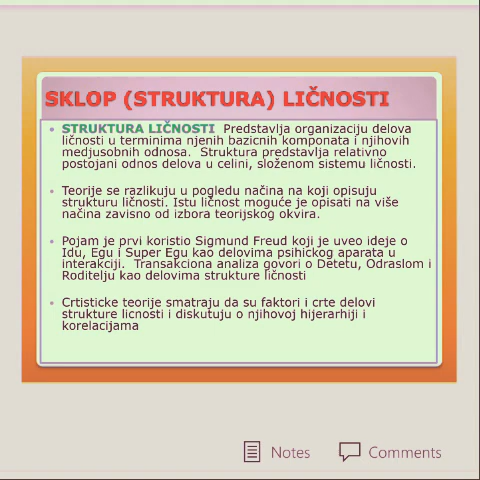 SKLOP (STRUKTURA) LIČNOSTI
• STRUKTURA LIČNOSTI Predstavlja organizaciju delova
ličnosti u terminima njenih bazicnih komponata i njihovih
medjusobnih odnosa. Struktura predstavlja relativno
postojani odnos delova u celini, složenom sistemu ličnosti.
• Teorije se razlikuju u pogledu načina na koji opisuju
strukturu ličnosti. Istu ličnost moguće je opisati na više
načina zavisno od izbora teorijskog okvira.
• Pojam je prvi koristio Sigmund Freud koji je uveo ideje o
Idu, Egu i Super Egu kao delovima psihičkog aparata u
interakciji. Transakciona analiza govori o Detetu, Odraslom i
Roditelju kao delovima strukture ličnosti
• Crtisticke teorije smatraju da su faktori i crte delovi
strukture licnosti i diskutuju o njihovoj hijerarhiji i
korelacijama
Notes
Comments